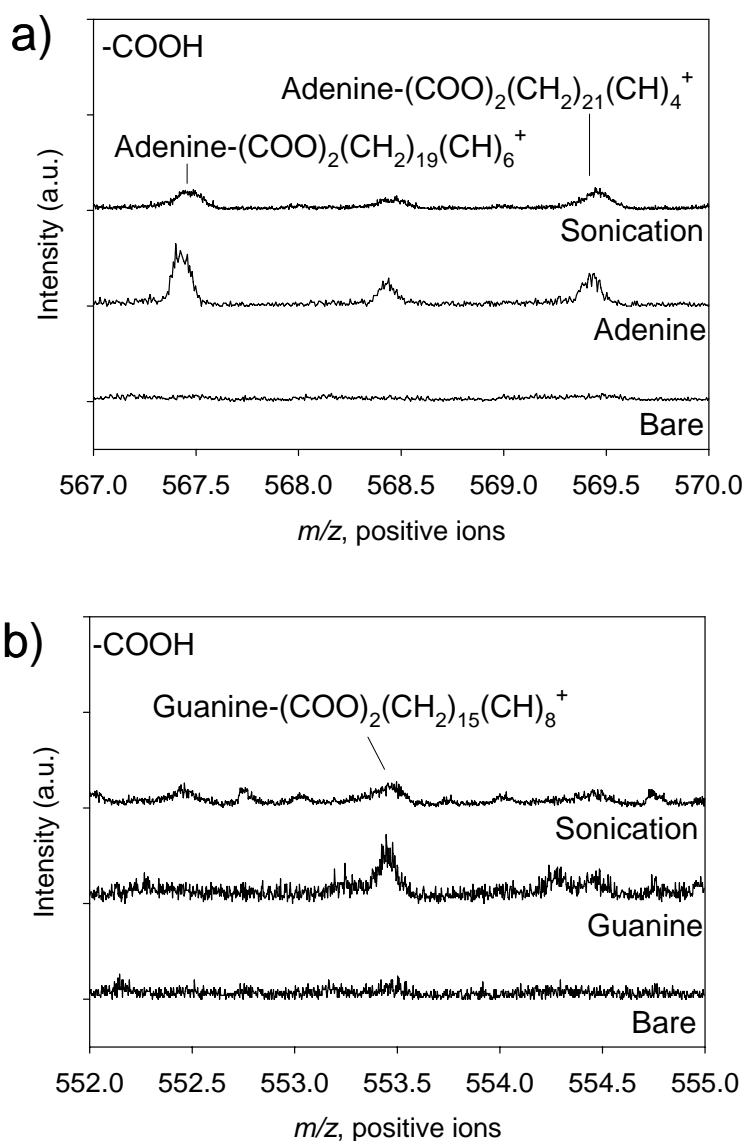 a)
-COOH
Adenine-(COO)₂(CH₂)₂₁(CH)₄⁺
Adenine-(COO)₂(CH₂)₁₉(CH)₆⁺
Sonication
Adenine
Bare
Intensity (a.u.)
567.0 567.5 568.0 568.5 569.0 569.5 570.0
m/z, positive ions
b)
-COOH
Guanine-(COO)₂(CH₂)₁₅(CH)₈⁺
Sonication
Guanine
Bare
Intensity (a.u.)
552.0 552.5 553.0 553.5 554.0 554.5 555.0
m/z, positive ions